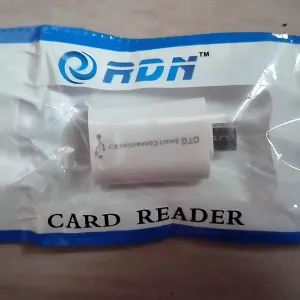 ADN™
OTG Smart Connection Kit
CARD READER